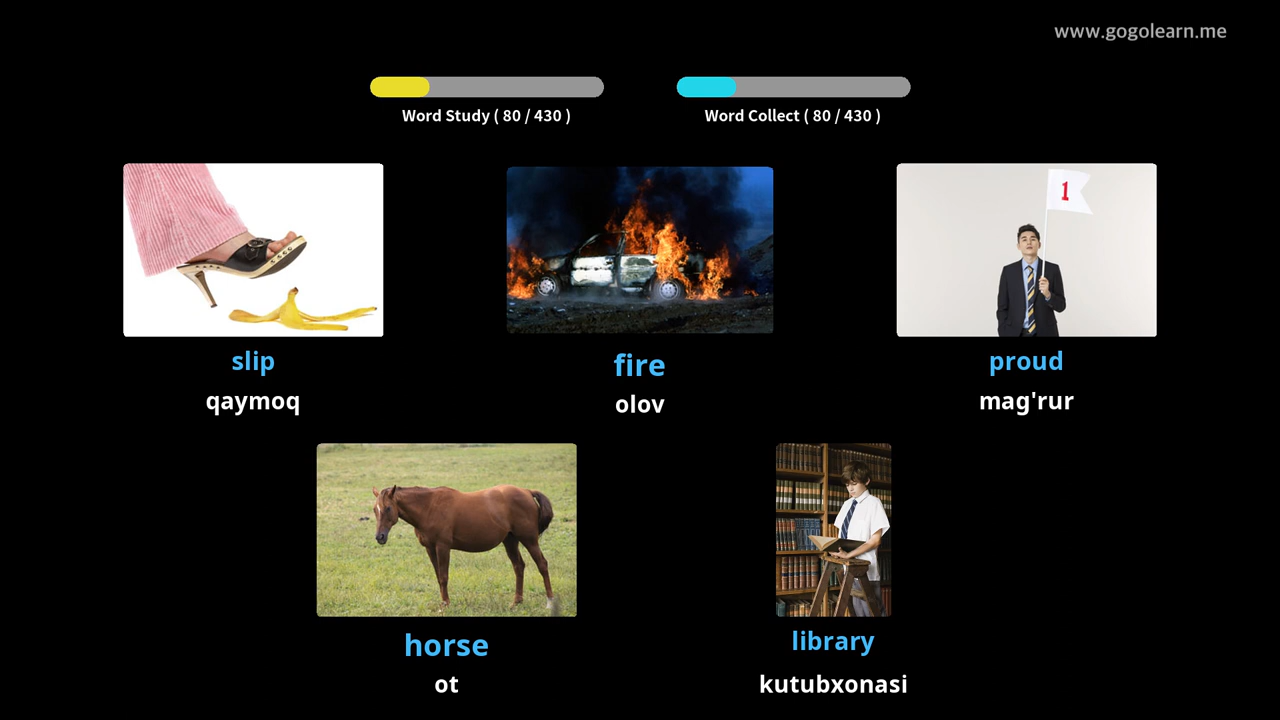 www.gogolearn.me
Word Study ( 80 / 430 )
Word Collect ( 80 / 430 )
1
slip
fire
proud
qaymoq
olov
mag'rur
horse
library
ot
kutubxonasi